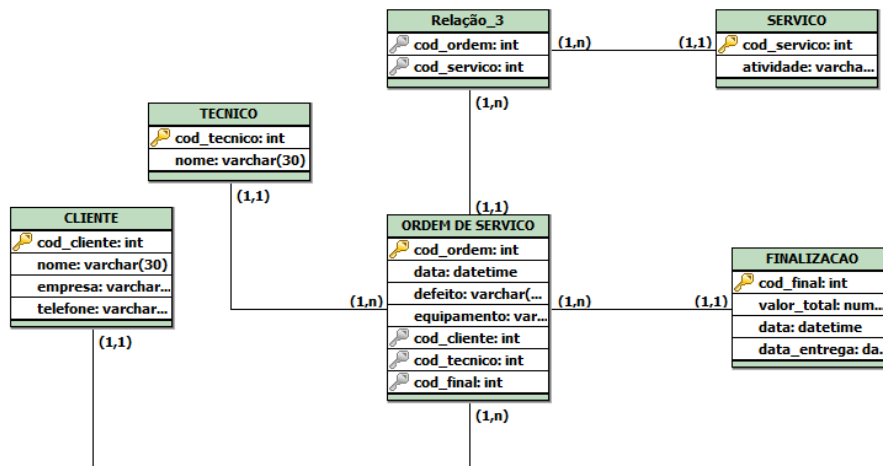 Relação_3
cod_ordem: int
cod_servico: int
(1,n)
(1,1)
SERVICO
cod_servico: int
atividade: varcha...
(1,n)
TECNICO
cod_tecnico: int
nome: varchar(30)
(1,1)
CLIENTE
cod_cliente: int
nome: varchar(30)
empresa: varchar...
telefone: varchar...
(1,1)
(1,1)
ORDEM DE SERVICO
cod_ordem: int
data: datetime
defeito: varchar(...
equipamento: var...
cod_cliente: int
cod_tecnico: int
cod_final: int
(1,n)
(1,n)
(1,1)
(1,n)
FINALIZACAO
cod_final: int
valor_total: num...
data: datetime
data_entrega: da...